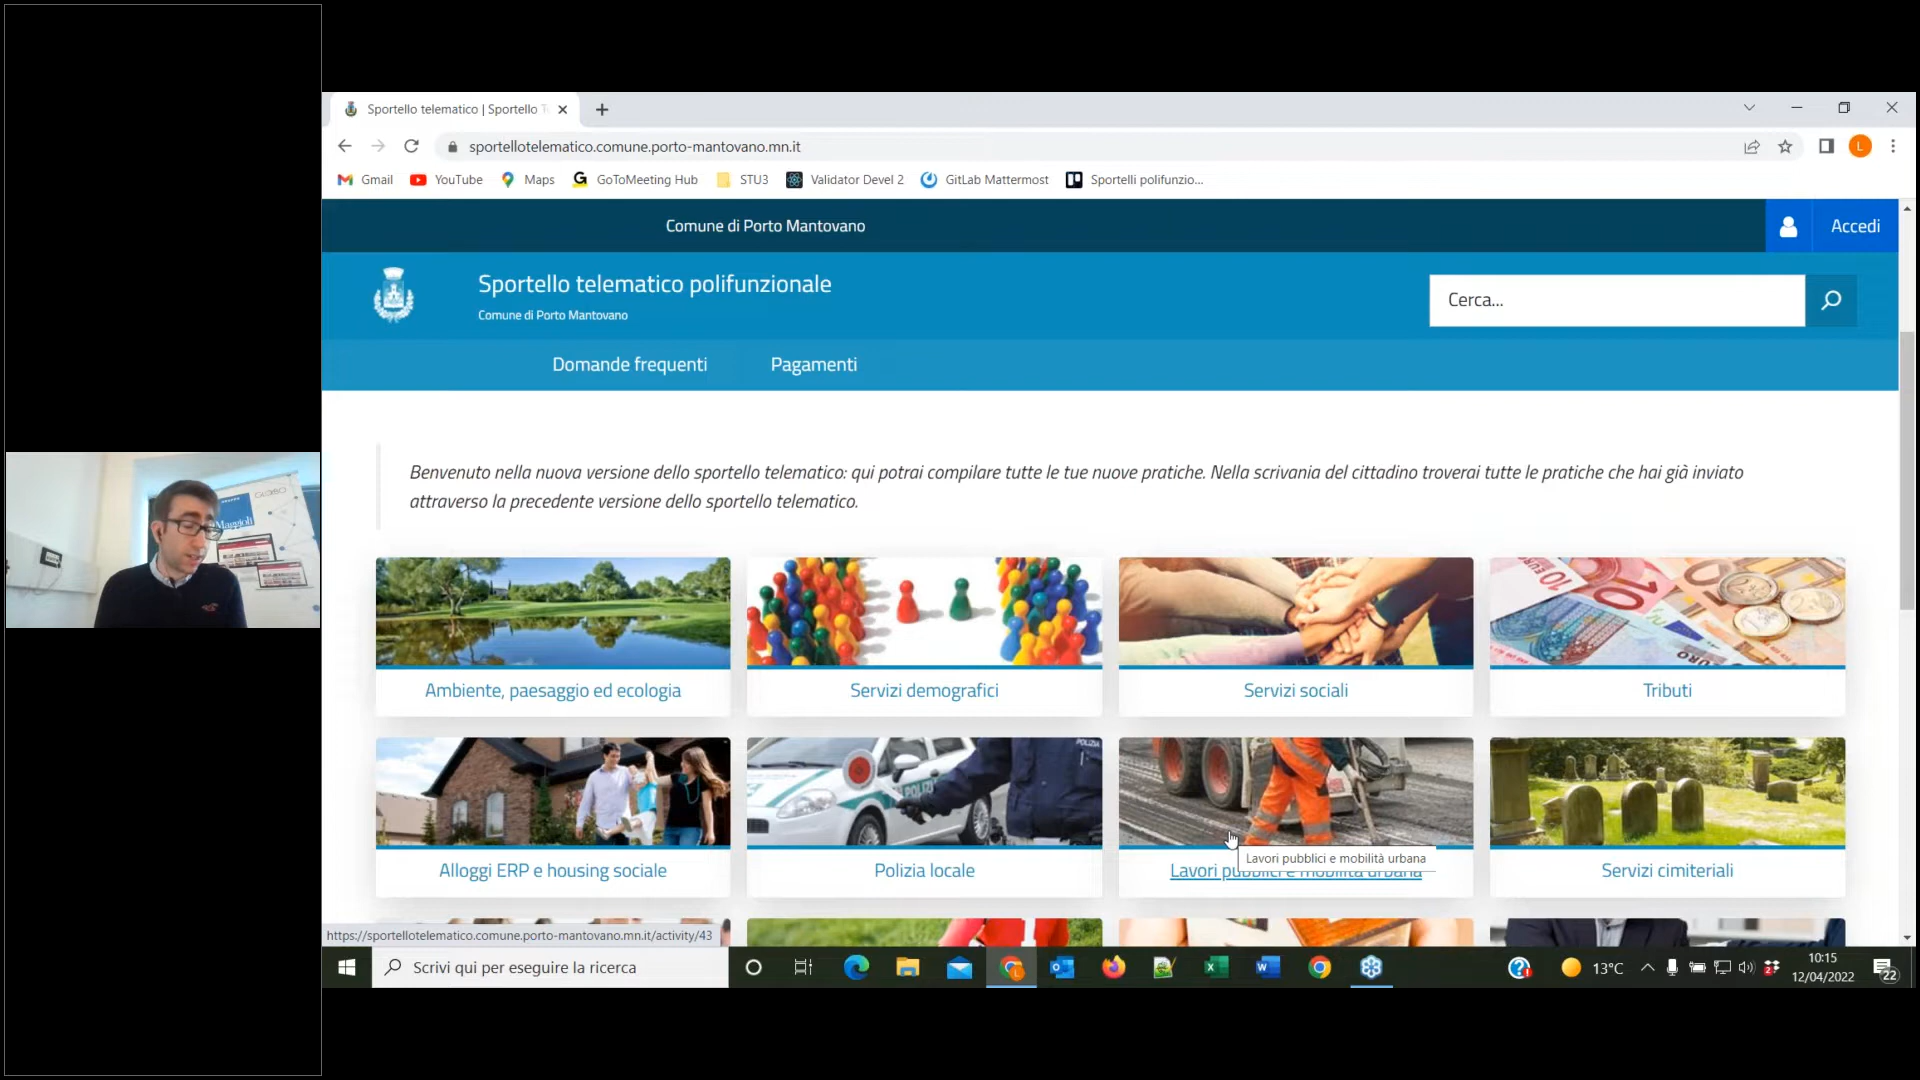 Sportello telematico | Sportello T
sportellotelematico.comune.porto-mantovano.mn.it
L
Gmail
YouTube
Maps
GoToMeeting Hub
STU3
Validator Devel 2
GitLab Mattermost
Sportelli polifunzio...
Comune di Porto Mantovano
Accedi
Sportello telematico polifunzionale
Comune di Porto Mantovano
Cerca...
Domande frequenti
Pagamenti
Benvenuto nella nuova versione dello sportello telematico: qui potrai compilare tutte le tue nuove pratiche. Nella scrivania del cittadino troverai tutte le pratiche che hai già inviato
attraverso la precedente versione dello sportello telematico.
GLOBO
Maggioli
Ambiente, paesaggio ed ecologia
Servizi demografici
Servizi sociali
Tributi
Alloggi ERP e housing sociale
Polizia locale
Lavori pubblici e mobilità urbana
Lavori pubblici e mobilità urbana
Servizi cimiteriali
https://sportellotelematico.comune.porto-mantovano.mn.it/activity/43
Scrivi qui per eseguire la ricerca
13°C
10:15
12/04/2022
22